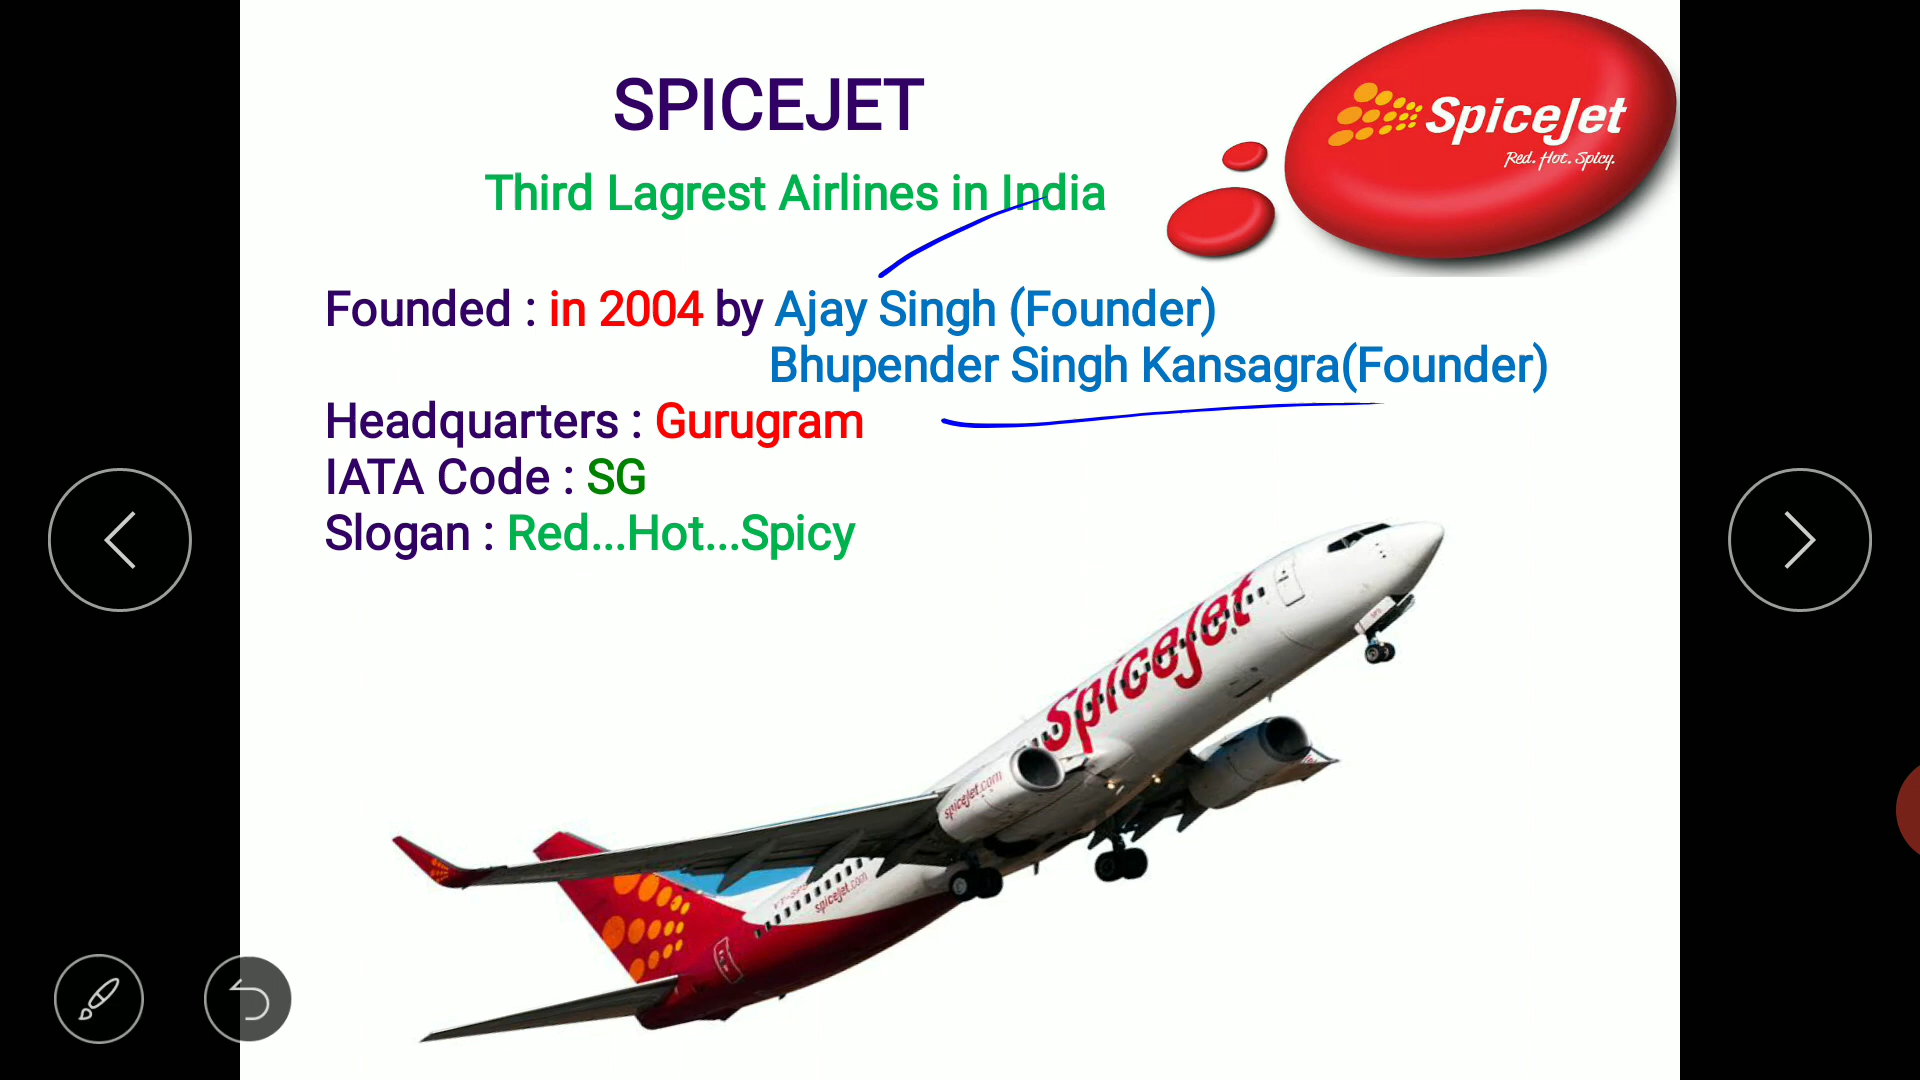 SPICEJET
SpiceJet
Red. Hot. Spicy.
Third Lagrest Airlines in India
Founded : in 2004 by Ajay Singh (Founder)
Bhupender Singh Kansagra(Founder)
Headquarters : Gurugram
IATA Code : SG
Slogan : Red...Hot...Spicy
SpiceJet
spicejet.com
spicejet.com